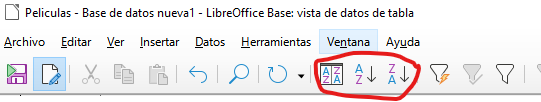 Peliculas - Base de datos nueva1 - LibreOffice Base: vista de datos de tabla
Archivo Editar Ver Insertar Datos Herramientas Ventana Ayuda
A Z Z A A Z Z A